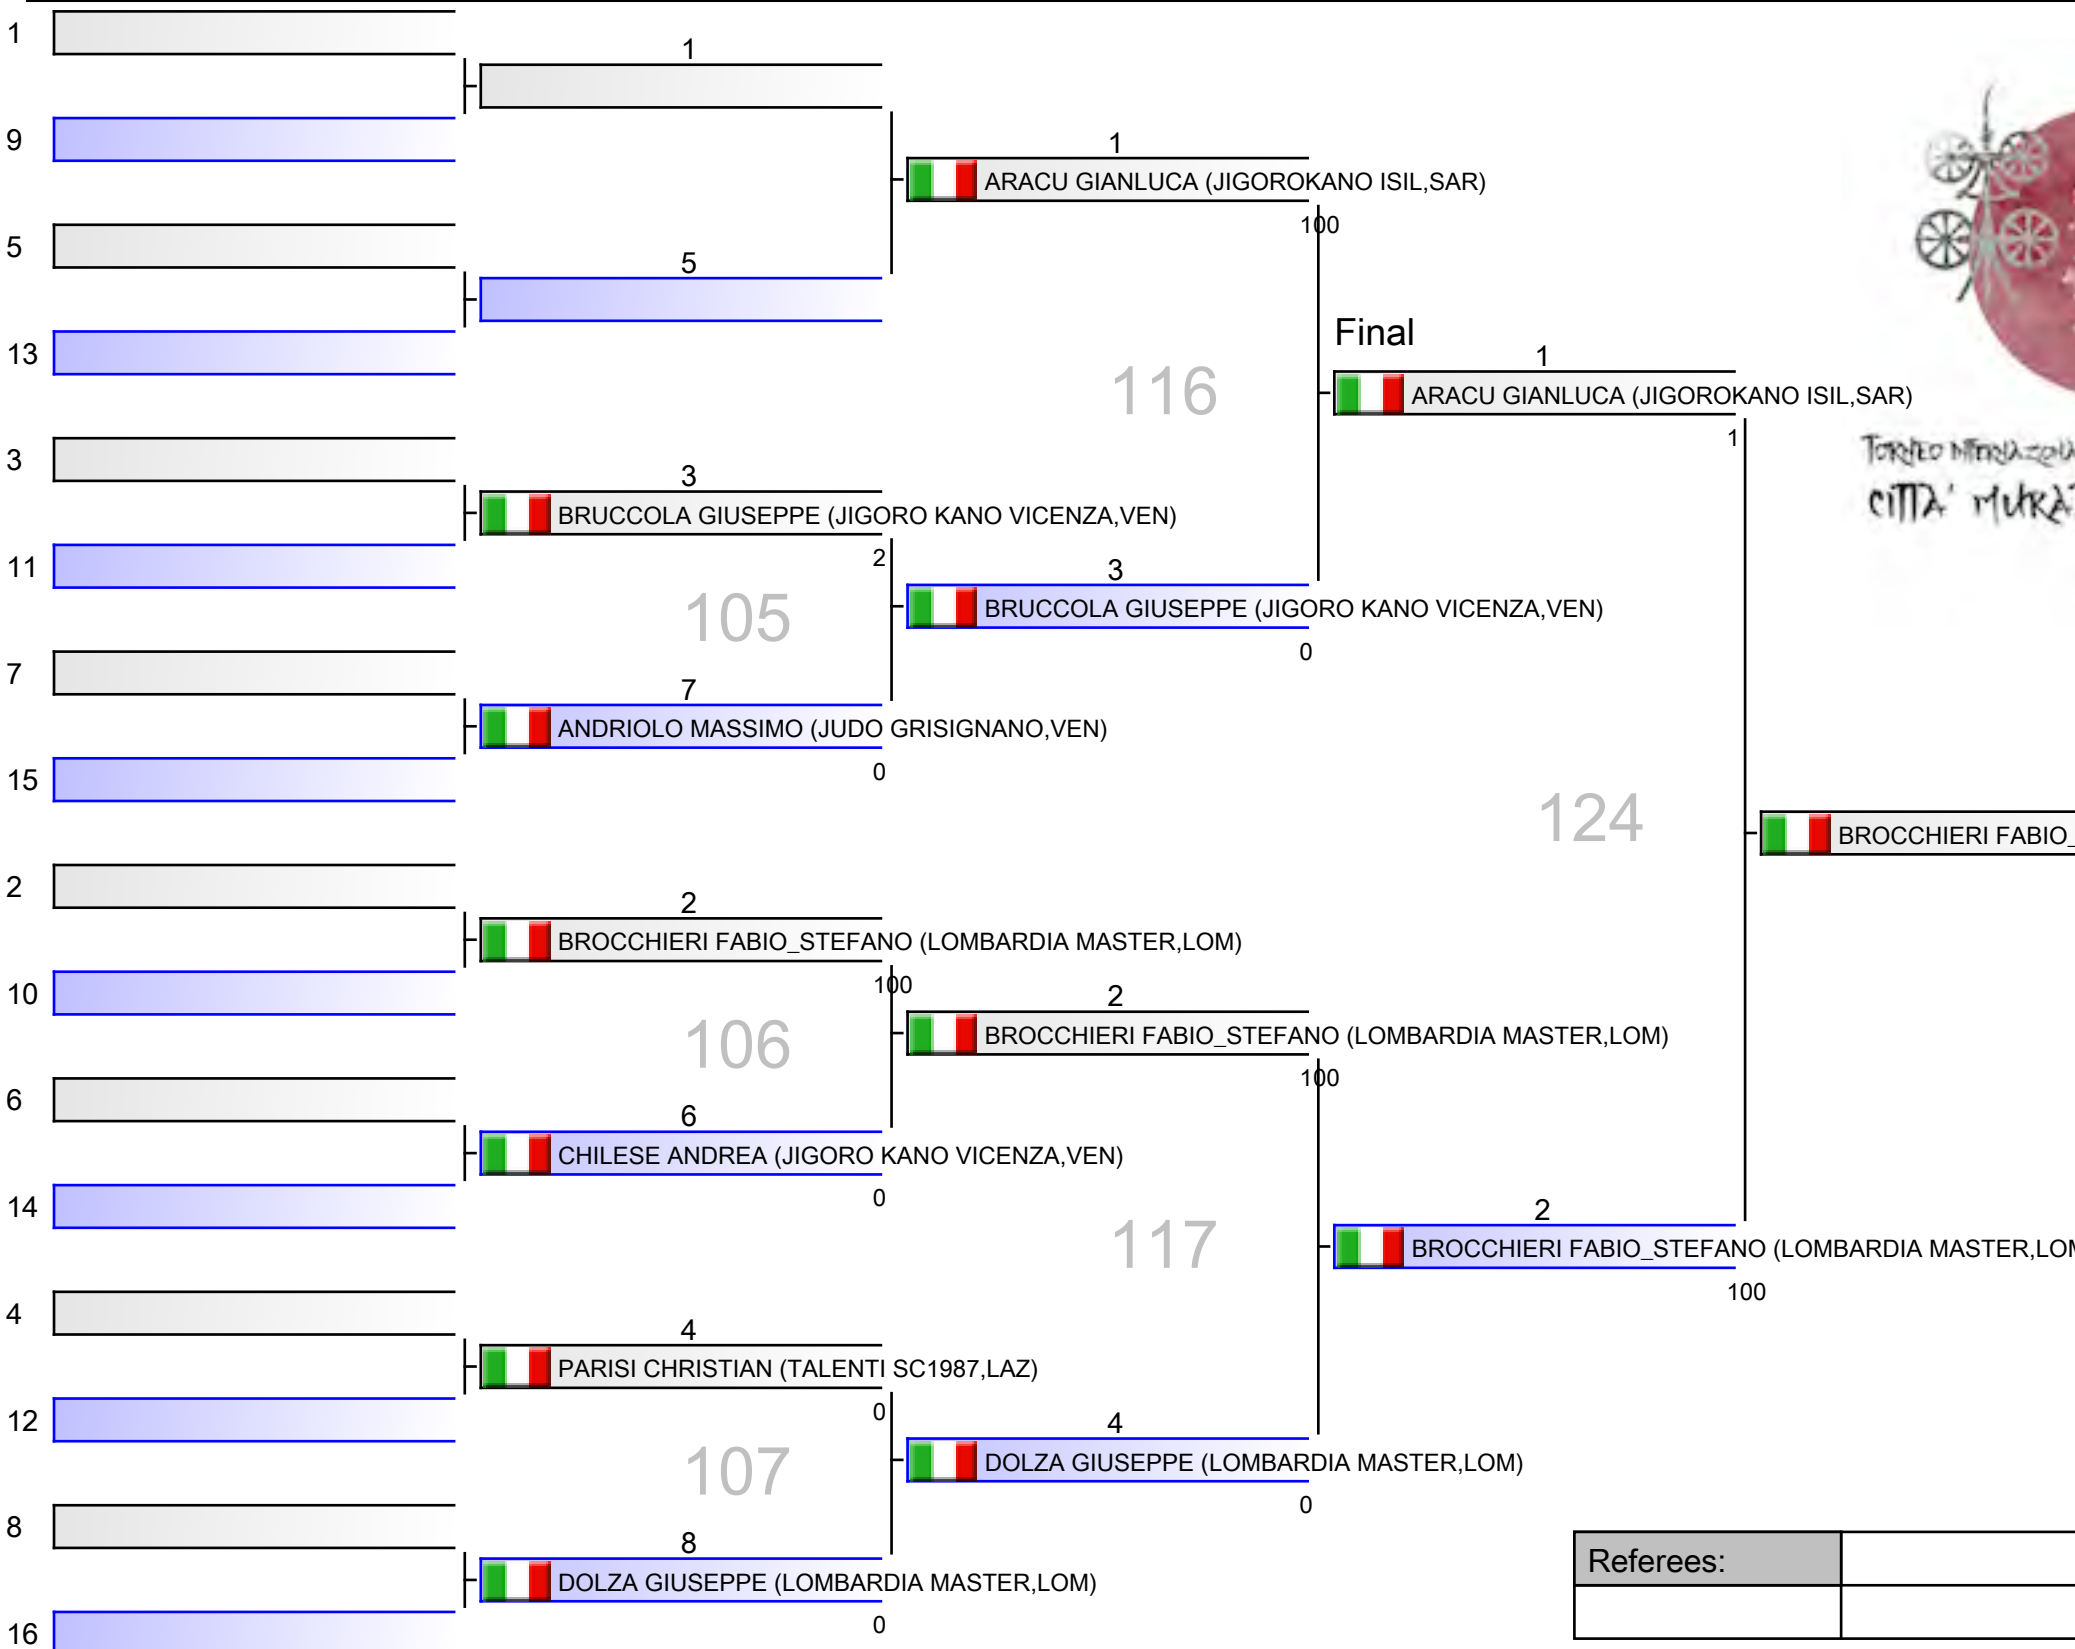 1
1
9
1
ARACU GIANLUCA (JIGOROKANO ISIL,SAR)
100
5
5
13
Final
1
116
ARACU GIANLUCA (JIGOROKANO ISIL,SAR)
1
3
3
BRUCCOLA GIUSEPPE (JIGORO KANO VICENZA,VEN)
2
11
3
105
BRUCCOLA GIUSEPPE (JIGORO KANO VICENZA,VEN)
0
7
7
ANDRIOLO MASSIMO (JUDO GRISIGNANO,VEN)
0
15
124
BROCCHIERI FABIO_
2
2
BROCCHIERI FABIO_STEFANO (LOMBARDIA MASTER,LOM)
100
10
2
106
BROCCHIERI FABIO_STEFANO (LOMBARDIA MASTER,LOM)
100
6
6
CHILESE ANDREA (JIGORO KANO VICENZA,VEN)
0
14
2
117
BROCCHIERI FABIO_STEFANO (LOMBARDIA MASTER,LOM
100
4
4
PARISI CHRISTIAN (TALENTI SC1987,LAZ)
0
12
4
107
DOLZA GIUSEPPE (LOMBARDIA MASTER,LOM)
0
8
8
DOLZA GIUSEPPE (LOMBARDIA MASTER,LOM)
0
16
Referees:
TORNEO
CITTA'